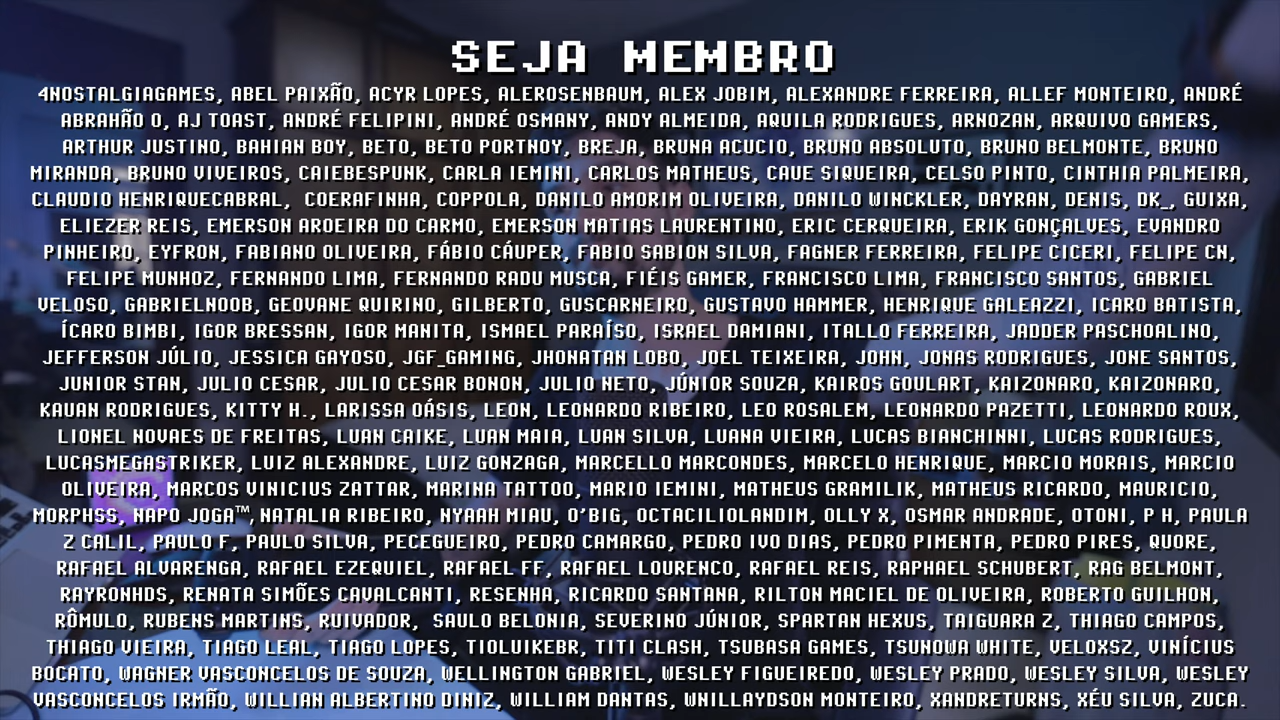 SEJA MEMBRO
4NOSTALGIAGAMES, ABEL PAIXÃO, ACYR LOPES, ALEROSENBAUM, ALEX JOBIM, ALEXANDRE FERREIRA, ALLEF MONTEIRO, ANDRÉ
ABRAHÃO O, AJ TOAST, ANDRÉ FELIPINI, ANDRÉ OSMANY, ANDY ALMEIDA, AQUILA RODRIGUES, ARNOZAN, ARQUIVO GAMERS,
ARTHUR JUSTINO, BAHIAN BOY, BETO, BETO PORTNOY, BREJA, BRUNA ACUCIO, BRUNO ABSOLUTO, BRUNO BELMONTE, BRUNO
MIRANDA, BRUNO VIVEIROS, CAIEBESPUNK, CARLA IEMINI, CARLOS MATHEUS, CAUE SIQUEIRA, CELSO PINTO, CINTHIA PALMEIRA,
CLAUDIO HENRIQUECABRAL, COERAFINHA, COPPOLA, DANILO AMORIM OLIVEIRA, DANILO WINCKLER, DAYRAN, DENIS, DK_, GUIXA,
ELIEZER REIS, EMERSON AROEIRA DO CARMO, EMERSON MATIAS LAURENTINO, ERIC CERQUEIRA, ERIK GONÇALVES, EVANDRO
PINHEIRO, EYFRON, FABIANO OLIVEIRA, FÁBIO CÁUPER, FABIO SABION SILVA, FAGNER FERREIRA, FELIPE CICERI, FELIPE CN,
FELIPE MUNHOZ, FERNANDO LIMA, FERNANDO RADU MUSCA, FIÉIS GAMER, FRANCISCO LIMA, FRANCISCO SANTOS, GABRIEL
VELOSO, GABRIELNOOB, GEOVANE QUIRINO, GILBERTO, GUSCARNEIRO, GUSTAVO HAMMER, HENRIQUE GALEAZZI, ICARO BATISTA,
ÍCARO BIMBI, IGOR BRESSAN, IGOR MANITA, ISMAEL PARAÍSO, ISRAEL DAMIANI, ITALLO FERREIRA, JADDER PASCHOALINO,
JEFFERSON JÚLIO, JESSICA GAYOSO, JGF_GAMING, JHONATAN LOBO, JOEL TEIXEIRA, JOHN, JONAS RODRIGUES, JONE SANTOS,
JUNIOR STAN, JULIO CESAR, JULIO CESAR BONON, JULIO NETO, JÚNIOR SOUZA, KAIROS GOULART, KAIZONARO, KAIZONARO,
KAUAN RODRIGUES, KITTY H., LARISSA OÁSIS, LEON, LEONARDO RIBEIRO, LEO ROSALEM, LEONARDO PAZETTI, LEONARDO ROUX,
LIONEL NOVAES DE FREITAS, LUAN CAIKE, LUAN MAIA, LUAN SILVA, LUANA VIEIRA, LUCAS BIANCHINNI, LUCAS RODRIGUES,
LUCASMEGASTRIKER, LUIZ ALEXANDRE, LUIZ GONZAGA, MARCELLO MARCONDES, MARCELO HENRIQUE, MARCIO MORAIS, MARCIO
OLIVEIRA, MARCOS VINICIUS ZATTAR, MARINA TATTOO, MARIO IEMINI, MATHEUS GRAMILIK, MATHEUS RICARDO, MAURICIO,
MORPHSS, NAPO JOGA™, NATALIA RIBEIRO, NYAAH MIAU, O'BIG, OCTACILIOLANDIM, OLLY X, OSMAR ANDRADE, OTONI, P H, PAULA
Z CALIL, PAULO F, PAULO SILVA, PECEGUEIRO, PEDRO CAMARGO, PEDRO IVO DIAS, PEDRO PIMENTA, PEDRO PIRES, QUORE,
RAFAEL ALVARENGA, RAFAEL EZEQUIEL, RAFAEL FF, RAFAEL LOURENCO, RAFAEL REIS, RAPHAEL SCHUBERT, RAG BELMONT,
RAYRONHDS, RENATA SIMÕES CAVALCANTI, RESENHA, RICARDO SANTANA, RILTON MACIEL DE OLIVEIRA, ROBERTO GUILHON,
RÔMULO, RUBENS MARTINS, RUIVADOR, SAULO BELONIA, SEVERINO JÚNIOR, SPARTAN HEXUS, TAIGUARA Z, THIAGO CAMPOS,
THIAGO VIEIRA, TIAGO LEAL, TIAGO LOPES, TIOLUIKEBR, TITI CLASH, TSUBASA GAMES, TSUNOWA WHITE, VELOXSZ, VINÍCIUS
BOCATO, WAGNER VASCONCELOS DE SOUZA, WELLINGTON GABRIEL, WESLEY FIGUEIREDO, WESLEY PRADO, WESLEY SILVA, WESLEY
VASCONCELOS IRMÃO, WILLIAN ALBERTINO DINIZ, WILLIAM DANTAS, WNILLAYDSON MONTEIRO, XANDRETURNS, XÉU SILVA, ZUCA.